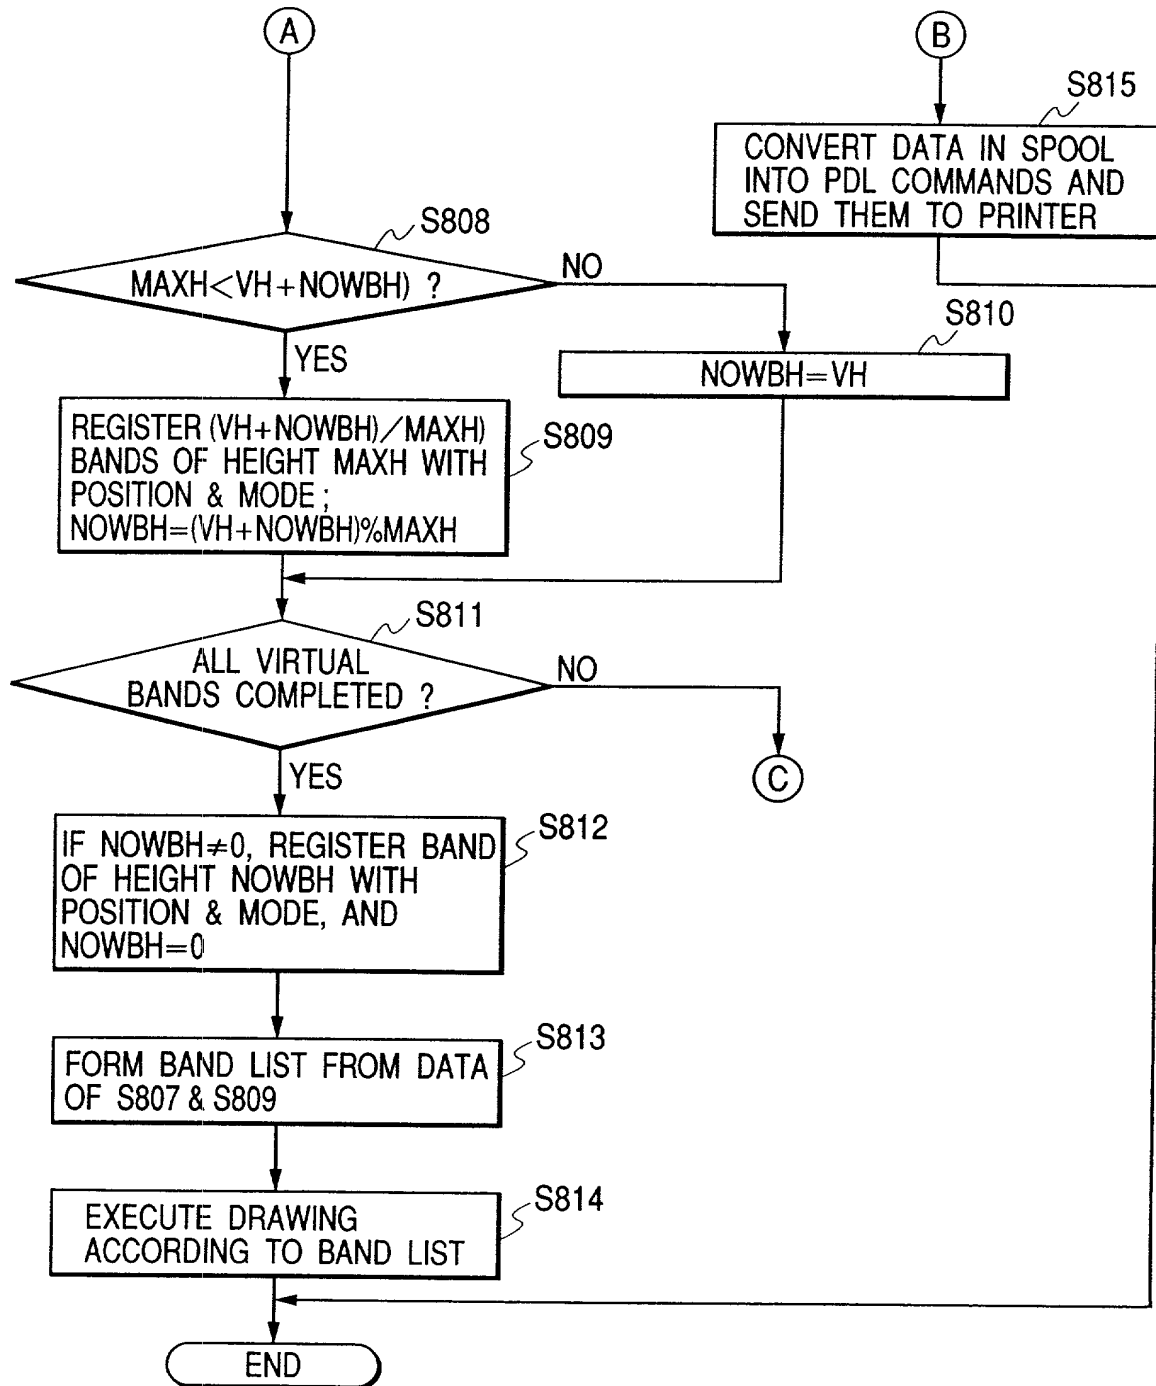 A
B
S815
CONVERT DATA IN SPOOL
INTO PDL COMMANDS AND
SEND THEM TO PRINTER
S808
MAXH<VH+NOWBH) ?
NO
YES
S810
NOWBH=VH
S809
REGISTER (VH+NOWBH)/MAXH)
BANDS OF HEIGHT MAXH WITH
POSITION & MODE;
NOWBH=(VH+NOWBH)%MAXH
S811
ALL VIRTUAL
BANDS COMPLETED ?
NO
C
YES
S812
IF NOWBH≠0, REGISTER BAND
OF HEIGHT NOWBH WITH
POSITION & MODE, AND
NOWBH=0
S813
FORM BAND LIST FROM DATA
OF S807 & S809
S814
EXECUTE DRAWING
ACCORDING TO BAND LIST
END